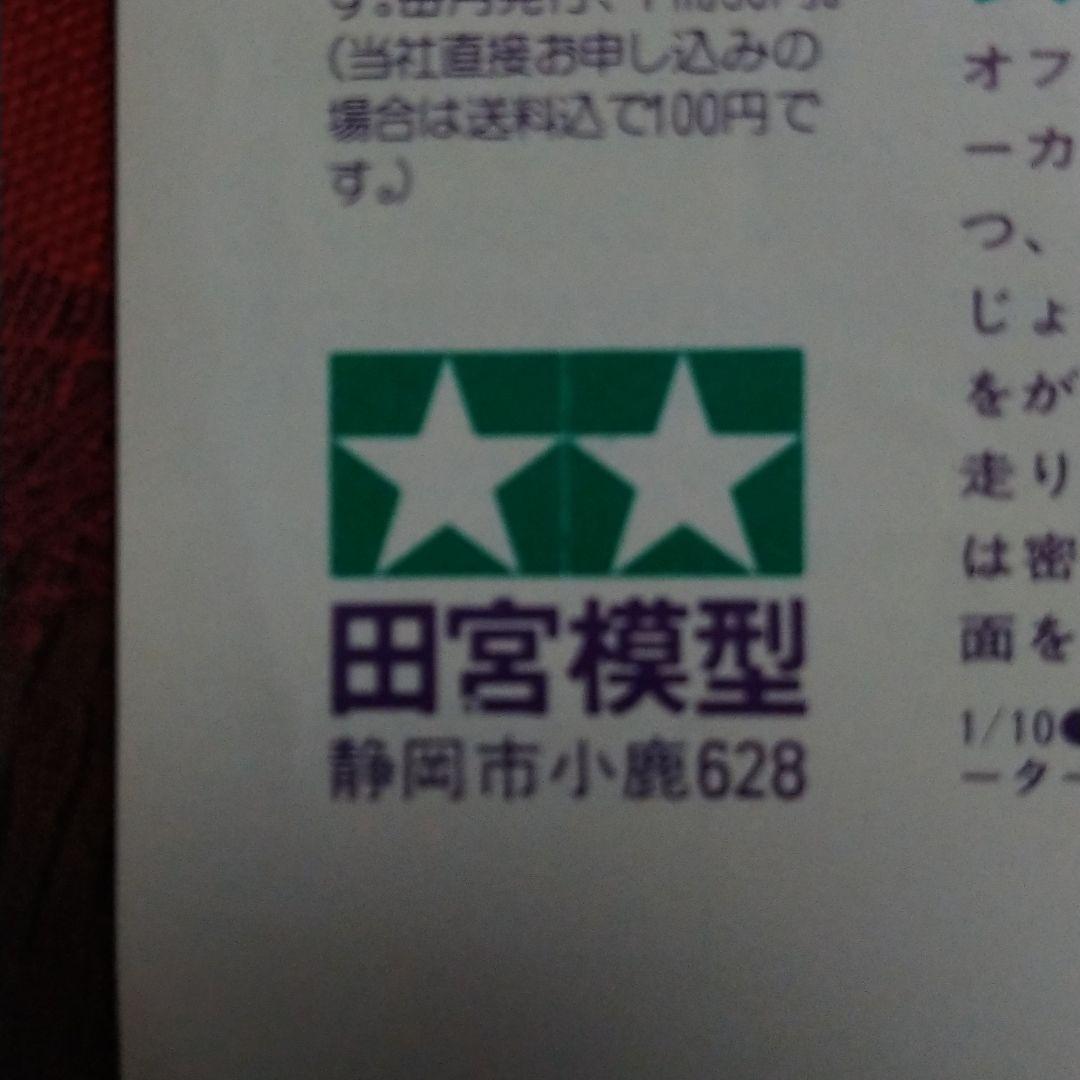 (当社直接お申し込みの
場合は送料込で100円で
す。)
田宮模型
静岡市小鹿628
オフ
ーカ
つ、
じょ
をが
走り
は密
面を
1/10●
ータ